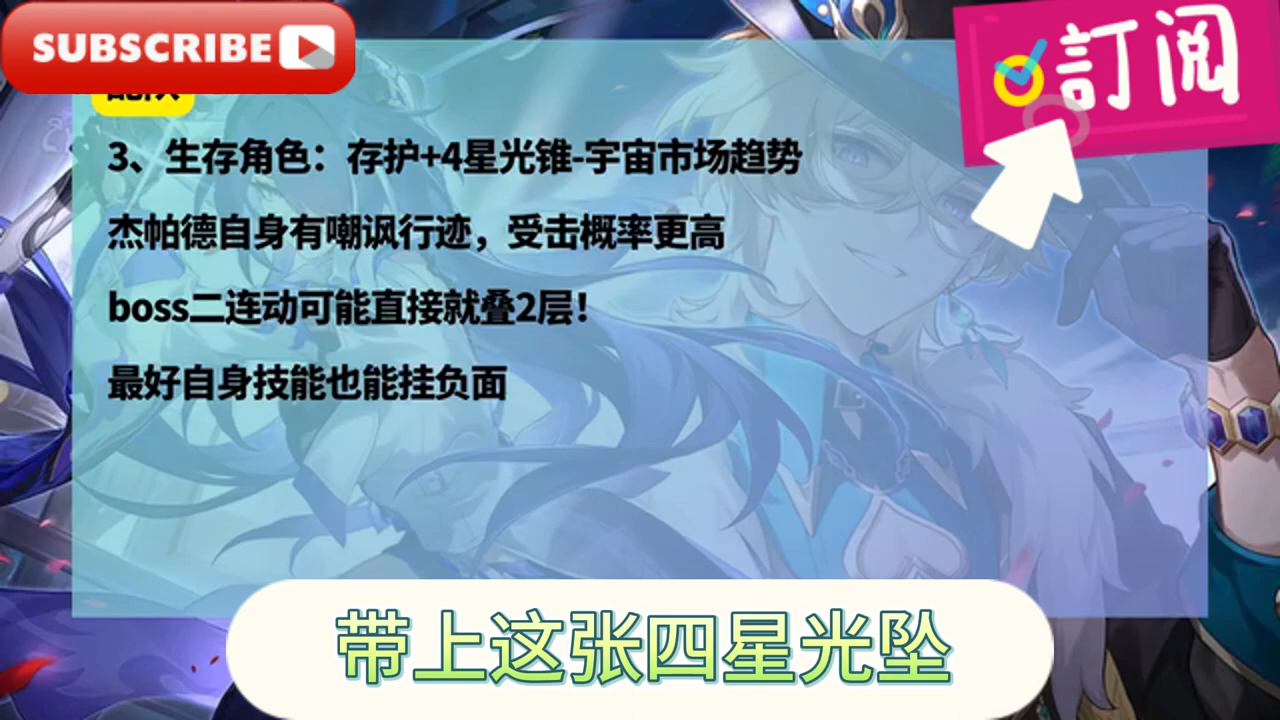 SUBSCRIBE
訂阅
3、生存角色：存护+4星光锥-宇宙市场趋势
杰帕德自身有嘲讽行迹，受击概率更高
boss二连动可能直接就叠2层！
最好自身技能也能挂负面
带上这张四星光坠